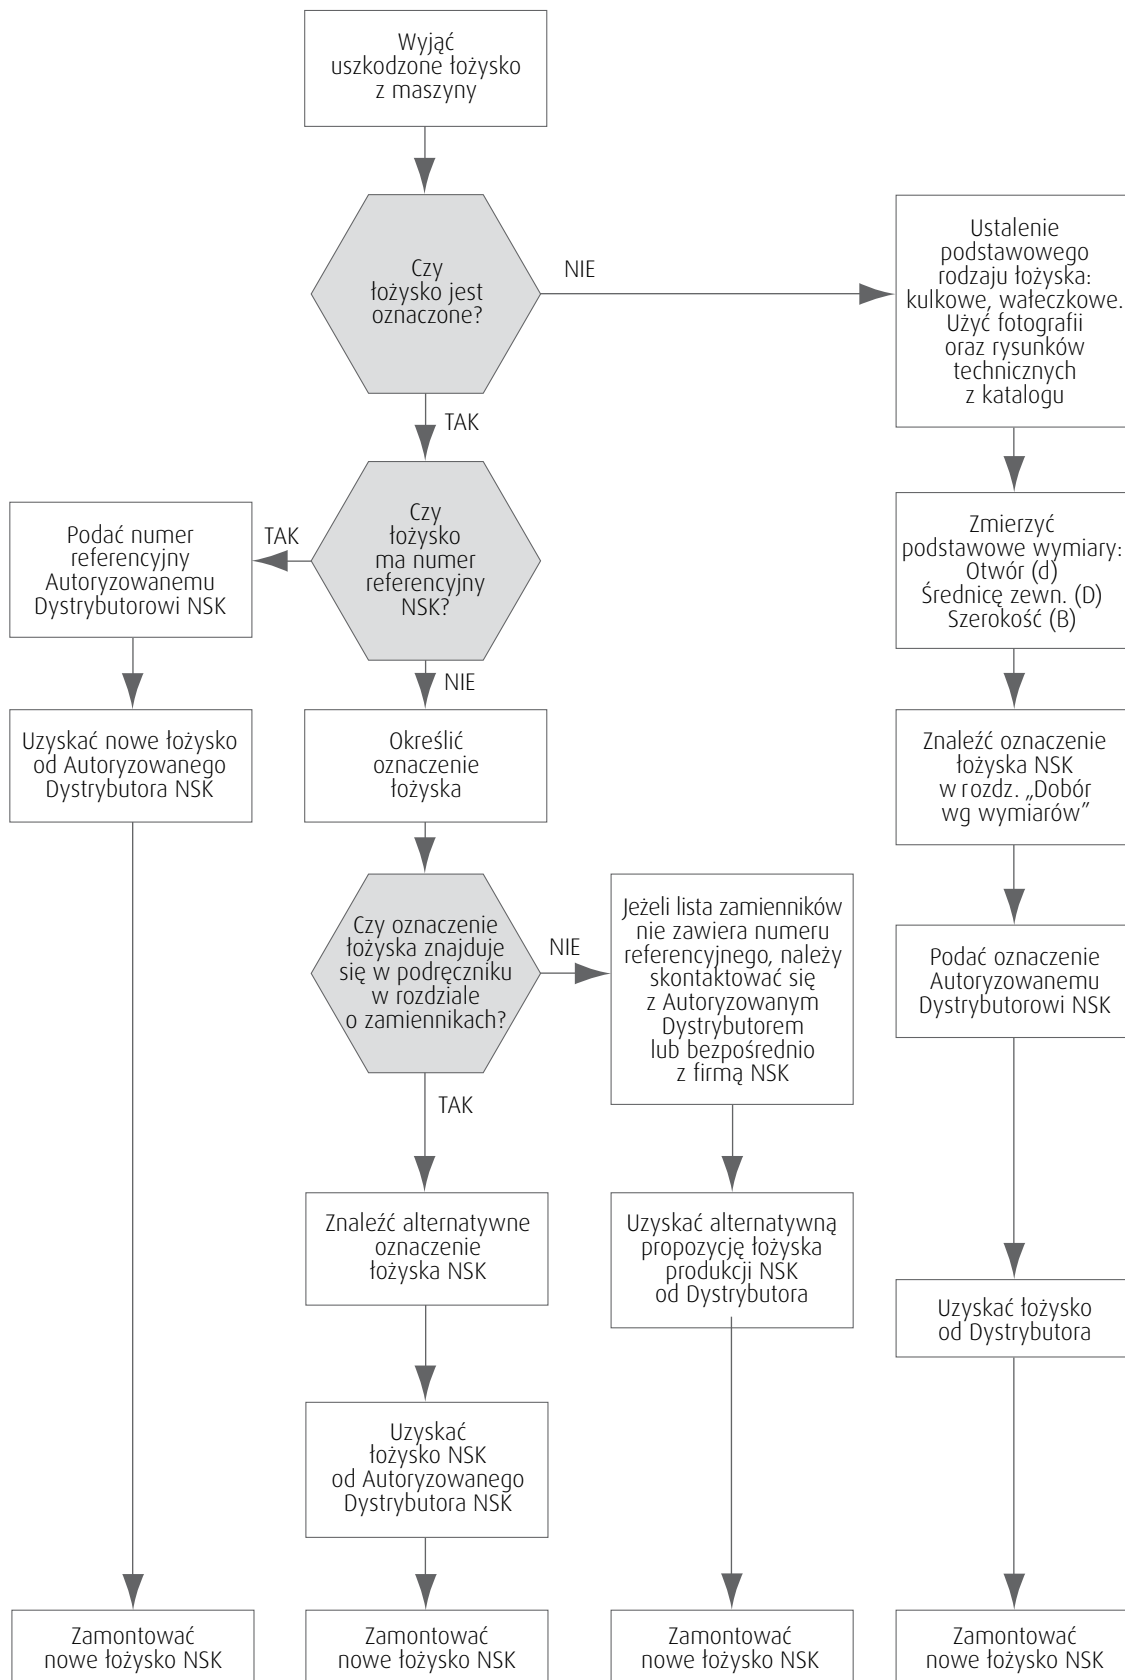 Wyjąć
uszkodzone łożysko
z maszyny
Czy
łożysko jest
oznaczone?
NIE
Ustalenie
podstawowego
rodzaju łożyska:
kulkowe, wałeczkowe.
Użyć fotografii
oraz rysunków
technicznych
z katalogu
TAK
Czy
łożysko
ma numer
referencyjny
NSK?
TAK
Podać numer
referencyjny
Autoryzowanemu
Dystrybutorowi NSK
Zmierzyć
podstawowe wymiary:
Otwór (d)
Średnicę zewn. (D)
Szerokość (B)
NIE
Uzyskać nowe łożysko
od Autoryzowanego
Dystrybutora NSK
Określić
oznaczenie
łożyska
Znaleźć oznaczenie
łożyska NSK
w rozdz. „Dobór
wg wymiarów”
Czy oznaczenie
łożyska znajduje
się w podręczniku
w rozdziale
o zamiennikach?
NIE
Jeżeli lista zamienników
nie zawiera numeru
referencyjnego, należy
skontaktować się
z Autoryzowanym
Dystrybutorem
lub bezpośrednio
z firmą NSK
Podać oznaczenie
Autoryzowanemu
Dystrybutorowi NSK
TAK
Znaleźć alternatywne
oznaczenie
łożyska NSK
Uzyskać alternatywną
propozycję łożyska
produkcji NSK
od Dystrybutora
Uzyskać łożysko
od Dystrybutora
Uzyskać
łożysko NSK
od Autoryzowanego
Dystrybutora NSK
Zamontować
nowe łożysko NSK
Zamontować
nowe łożysko NSK
Zamontować
nowe łożysko NSK
Zamontować
nowe łożysko NSK